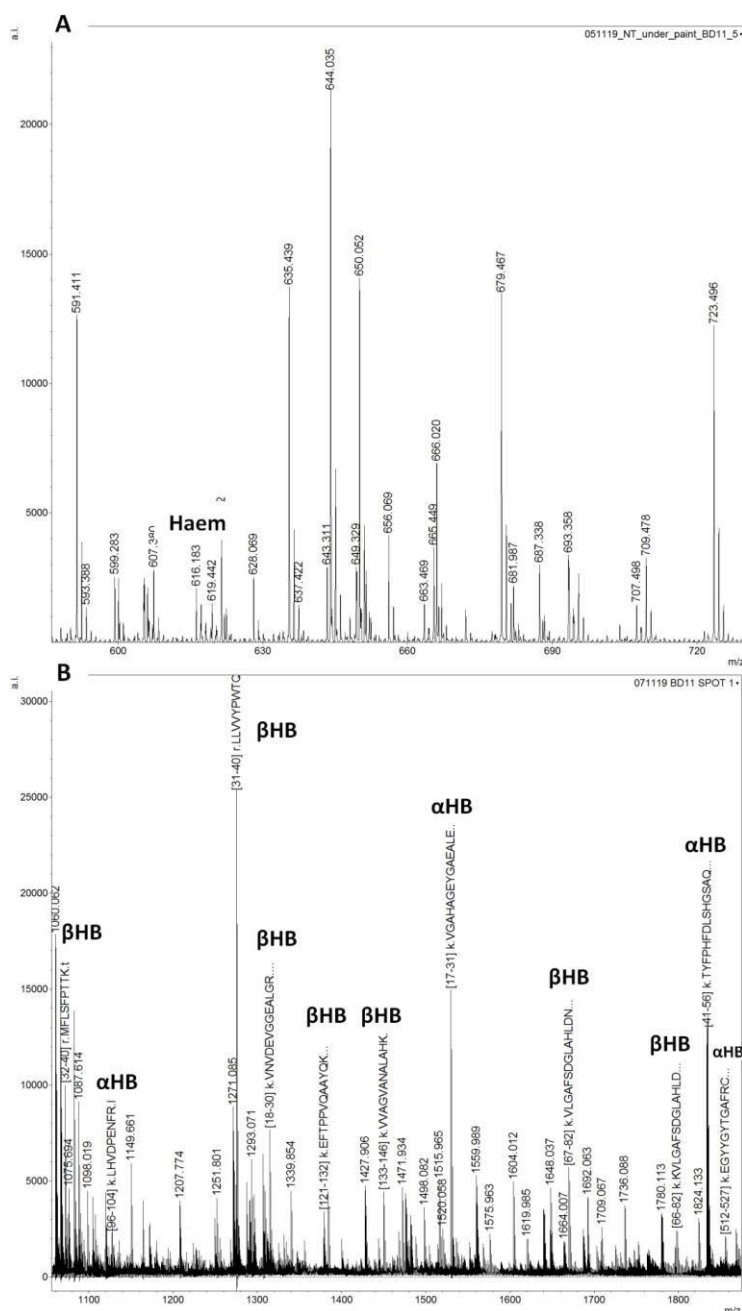 A
a.i.
051119_NT_under_paint_BD11_5
20000
15000
10000
5000
0
591.411
593.388
599.283
607.380
Haem
616.183
619.442
628.069
635.439
637.422
643.311
644.035
649.329
650.052
656.069
663.469
665.449
666.020
679.467
681.987
687.338
693.358
707.498
709.478
723.496
600
630
660
690
720
m/z
B
a.i.
071119 BD11 SPOT 1
30000
25000
20000
15000
10000
5000
0
1060.062
βHB
[32-40] r.MFLSFPTTK.t
1075.694
1087.614
1098.019
αHB
[96-104] k.LHVDPENFR.l
1149.661
1207.774
1251.801
1271.085
βHB
[31-40] r.LLVVYPWTQ
1293.071
βHB
[18-30] k.VNVDEVGGEALGR....
1339.854
βHB
[121-132] k.EFTPPVQAAYQK...
1427.906
βHB
[133-146] k.VVAGVANALAHK.
1471.934
1498.082
1515.965
1520.058
αHB
[17-31] k.VGAHAGEYGAEALE..
1559.989
1575.963
1604.012
1619.985
1648.037
1664.007
βHB
[67-82] k.VLGAFSDGLAHLDN...
1692.063
1709.067
1736.088
1780.113
βHB
[66-82] k.KVLGAFSDGLAHLD...
1824.133
αHB
[41-56] k.TYFPHFDLSHGSAQ...
αHB
[512-527] k.EGYYGYTGAFRC..
1100
1200
1300
1400
1500
1600
1700
1800
m/z